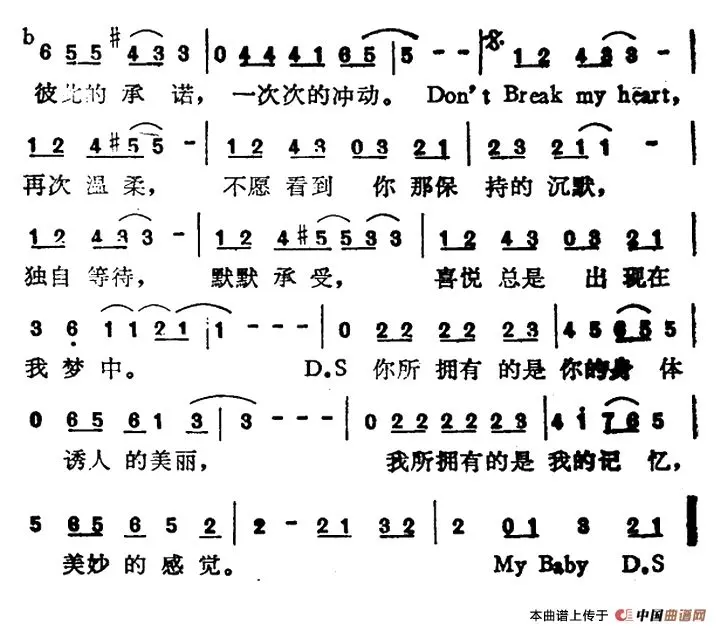 b6 5 5 #4 3 3 | 0 4 4 4 4 1 6 5 | 5 - - | 1 2 4 3 3 -
彼此的 承 诺， 一次次的冲动。 Don't Break my heart,
1 2 4 #5 5 - | 1 2 4 3 0 3 2 1 | 2 3 2 1 1 - |
再次 温柔， 不愿 看到 你 那保 持的 沉默，
1 2 4 3 3 - | 1 2 4 #5 5 3 3 | 1 2 4 3 0 3 2 1
独自 等待， 默默 承 受， 喜悦 总是 出 现在
3 6 1 1 2 1 | 1 - - - | 0 2 2 2 2 2 3 | 4 5 6 5 5
我 梦 中。 D.S 你所 拥有 的是 你的身 体
0 6 5 6 1 3 | 3 - - - | 0 2 2 2 2 2 3 | 4 i 7 6 5 |
诱人 的美 丽， 我所拥有的是 我的记 忆，
5 6 5 6 5 2 | 2 - 2 1 3 2 | 2 0 1 3 2 1
美妙 的 感 觉。 My Baby D.S
本曲谱上传于 中国曲谱网